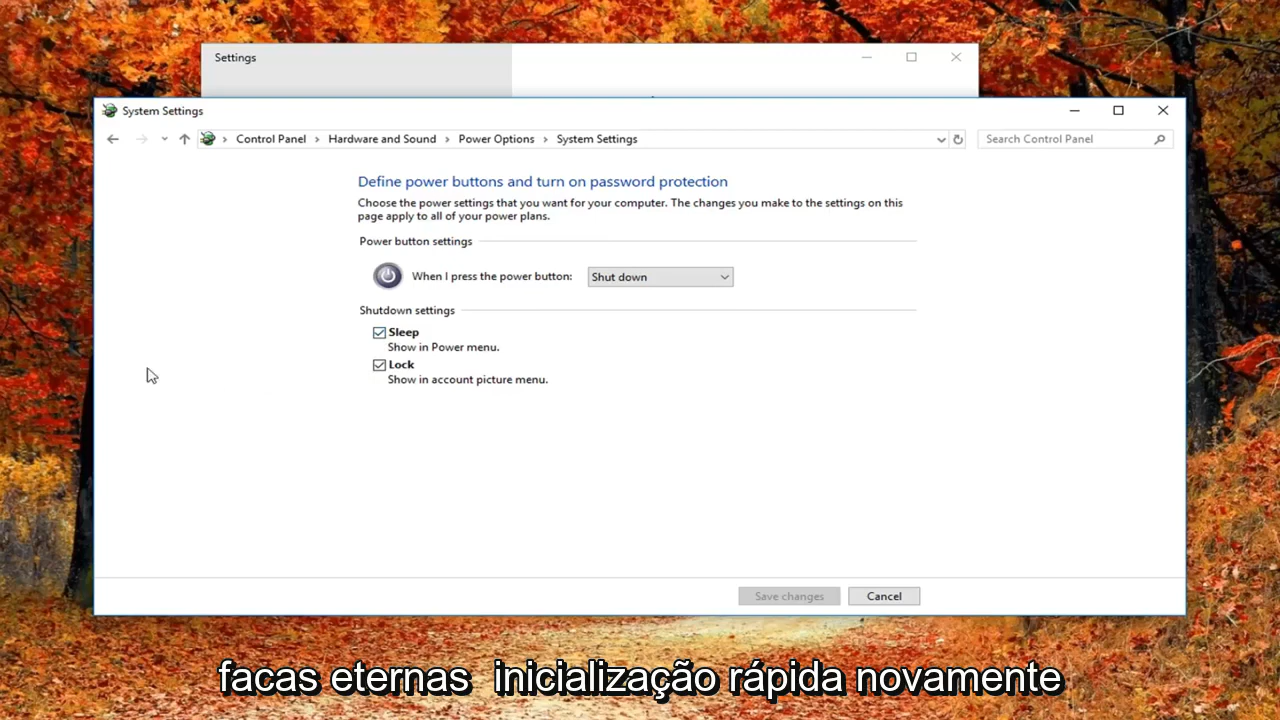 Settings
System Settings
Control Panel > Hardware and Sound > Power Options > System Settings
Search Control Panel
Define power buttons and turn on password protection
Choose the power settings that you want for your computer. The changes you make to the settings on this
page apply to all of your power plans.
Power button settings
When I press the power button: Shut down
Shutdown settings
Sleep
Show in Power menu.
Lock
Show in account picture menu.
Save changes
Cancel
facas eternas inicialização rápida novamente